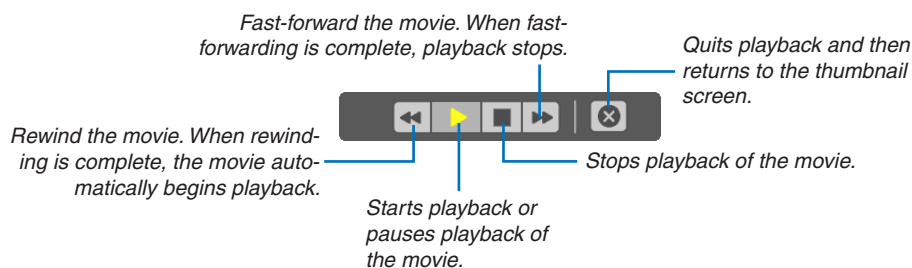 Fast-forward the movie. When fast-
forwarding is complete, playback stops.
Quits playback and then
returns to the thumbnail
screen.
Rewind the movie. When rewind-
ing is complete, the movie auto-
matically begins playback.
Stops playback of the movie.
Starts playback or
pauses playback of
the movie.